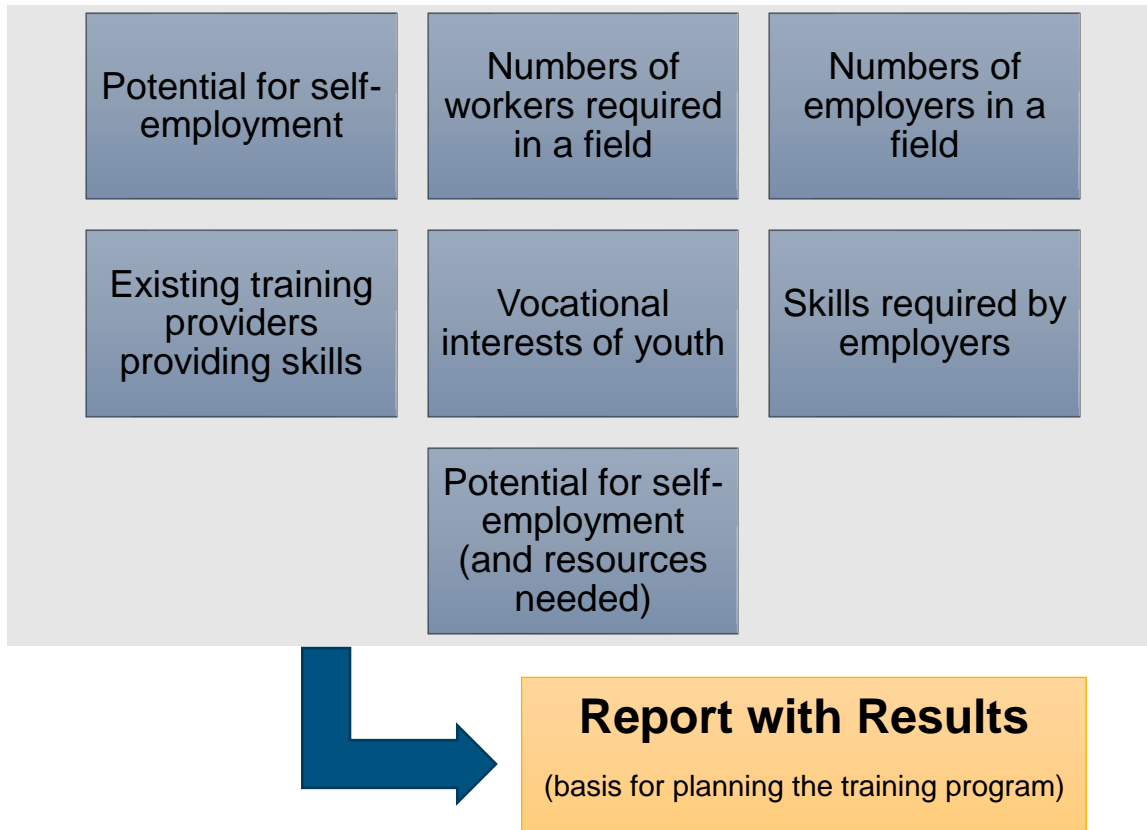 Potential for self-
employment
Numbers of
workers required
in a field
Numbers of
employers in a
field
Existing training
providers
providing skills
Vocational
interests of youth
Skills required by
employers
Potential for self-
employment
(and resources
needed)
Report with Results
(basis for planning the training program)